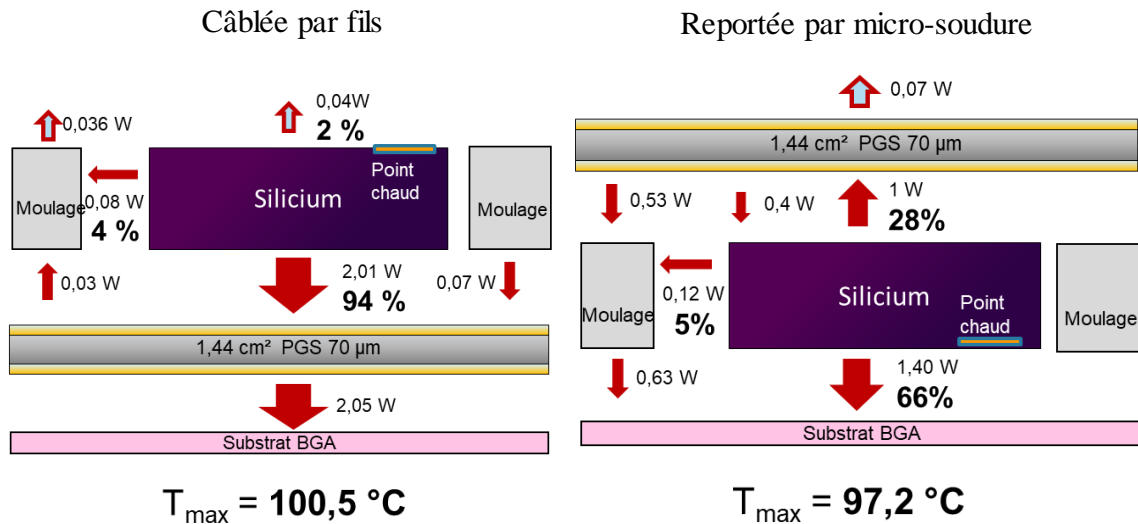 Câblée par fils
0,036 W
0,04W
2 %
Point
chaud
Moulage
0,08 W
4 %
Silicium
Moulage
0,03 W
2,01 W
94 %
0,07 W
1,44 cm² PGS 70 µm
2,05 W
Substrat BGA
Tmax = 100,5 °C
Reportée par micro-soudure
0,07 W
1,44 cm² PGS 70 µm
0,53 W
0,4 W
1 W
28%
Moulage
0,12 W
5%
Silicium
Point
chaud
Moulage
0,63 W
1,40 W
66%
Substrat BGA
Tmax = 97,2 °C